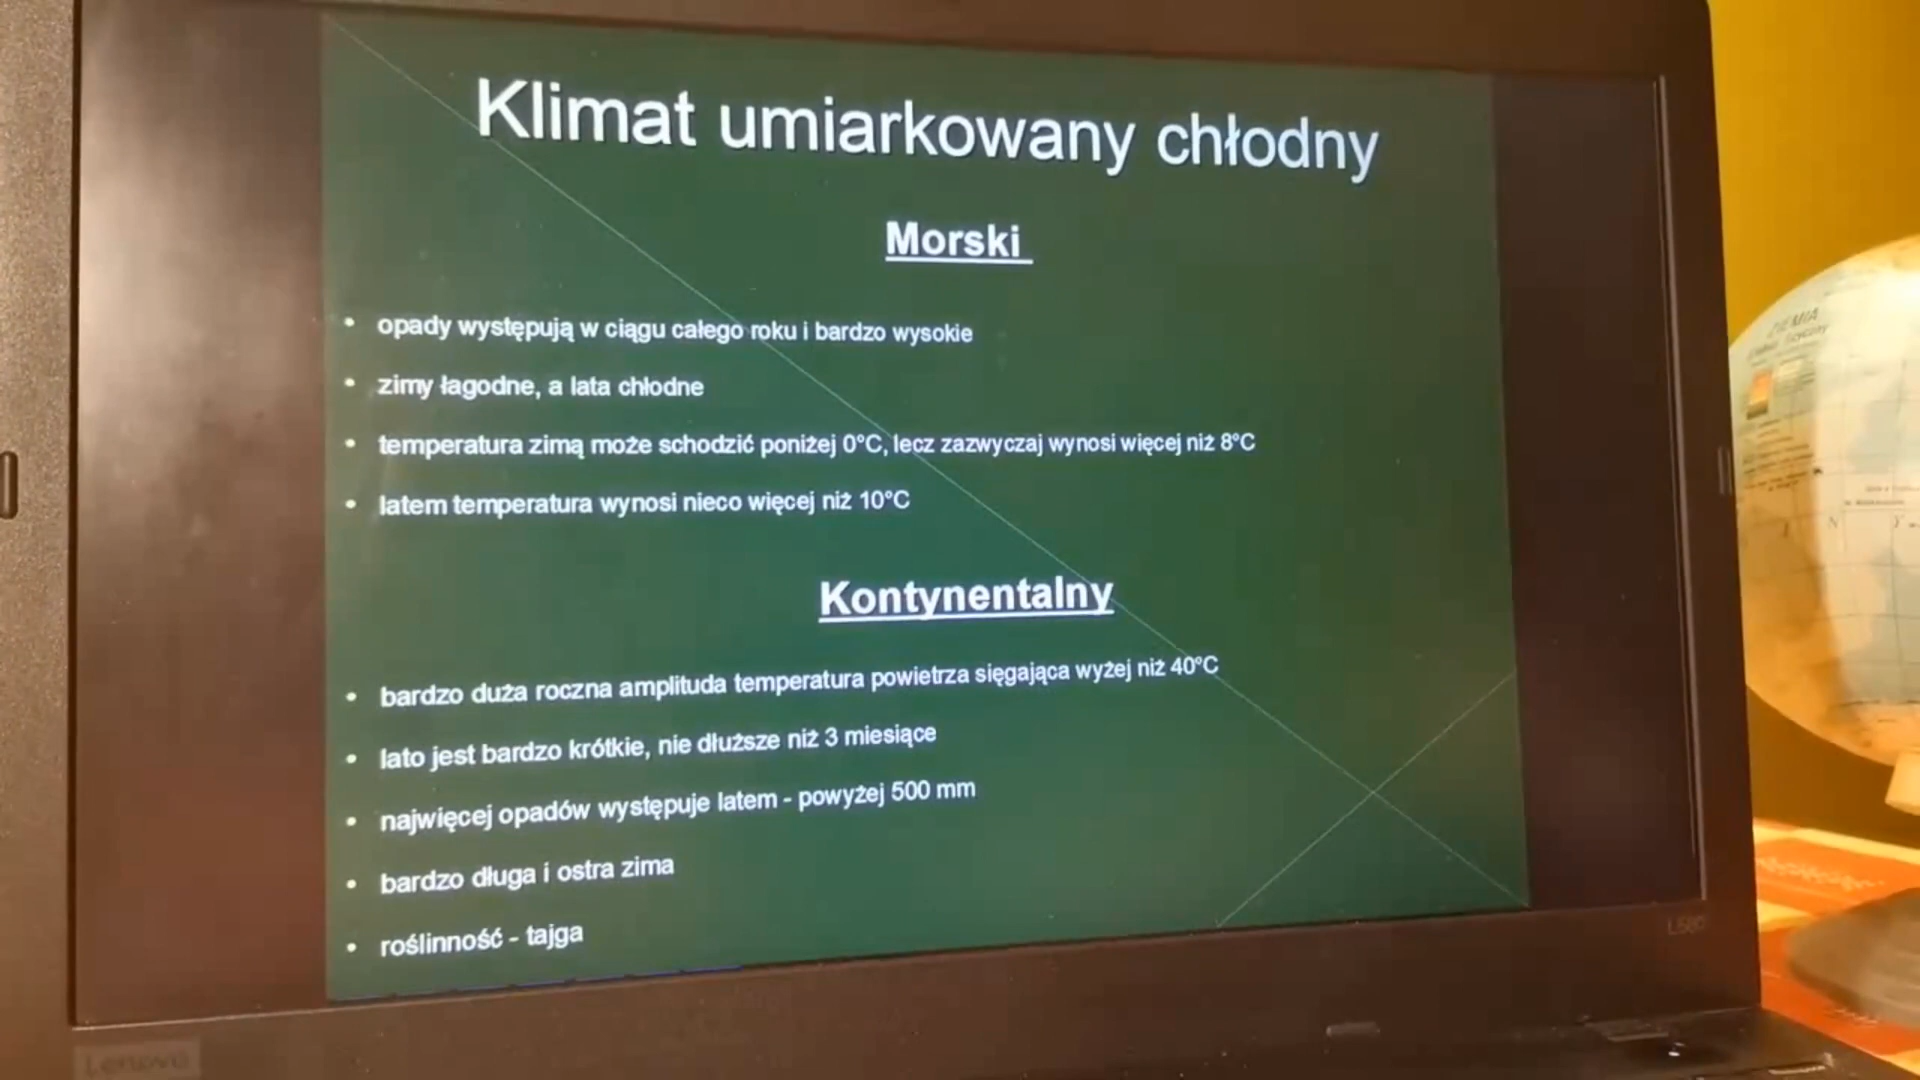 Klimat umiarkowany chłodny
Morski
• opady występują w ciągu całego roku i bardzo wysokie
• zimy łagodne, a lata chłodne
• temperatura zimą może schodzić poniżej 0°C, lecz zazwyczaj wynosi więcej niż 8°C
• latem temperatura wynosi nieco więcej niż 10°C
Kontynentalny
• bardzo duża roczna amplituda temperatura powietrza sięgająca wyżej niż 40°C
• lato jest bardzo krótkie, nie dłuższe niż 3 miesiące
• najwięcej opadów występuje latem - powyżej 500 mm
• bardzo długa i ostra zima
• roślinność - tajga
L580
Lenovo
ZIEMIA